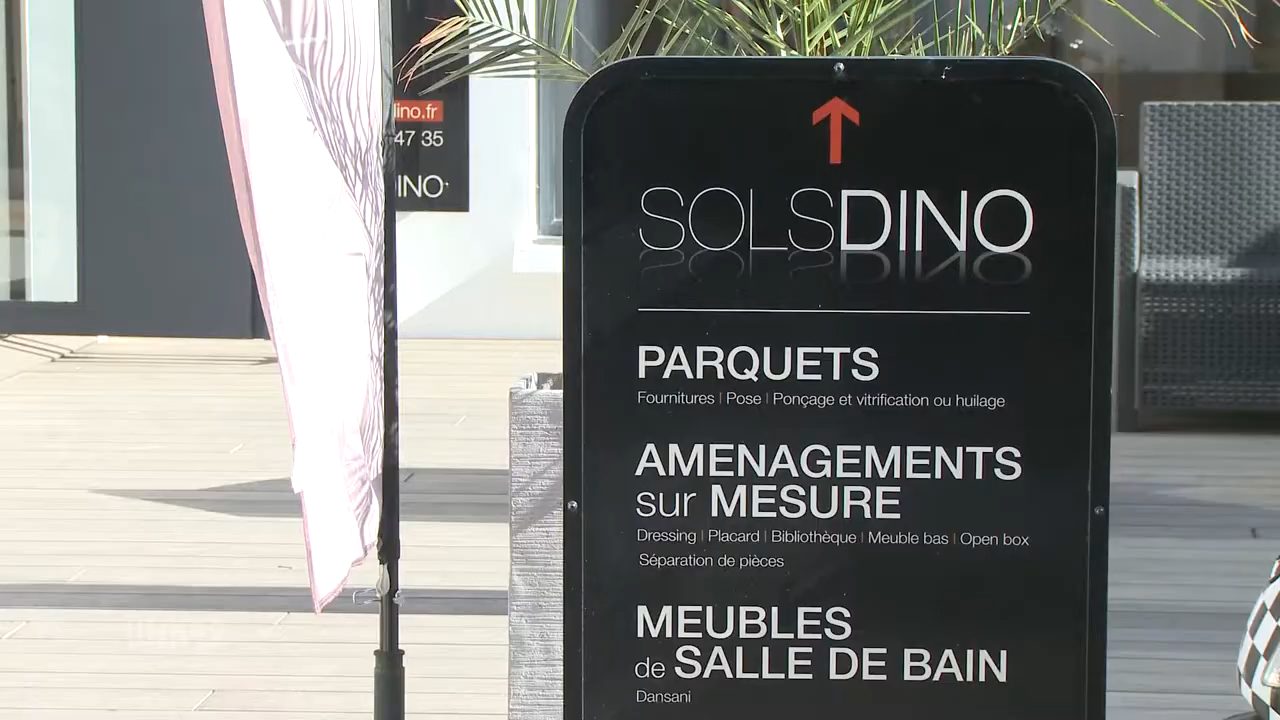 dino.fr
47 35
DINO
SOLSDINO
PARQUETS
Fournitures | Pose | Ponçage et vitrification ou huilage
AMENAGEMENTS
sur MESURE
Dressing | Placard | Bibliothèque | Meuble bas | Open box
Séparation de pièces
MEUBLES
de SALLE DE BAIN
Dansani